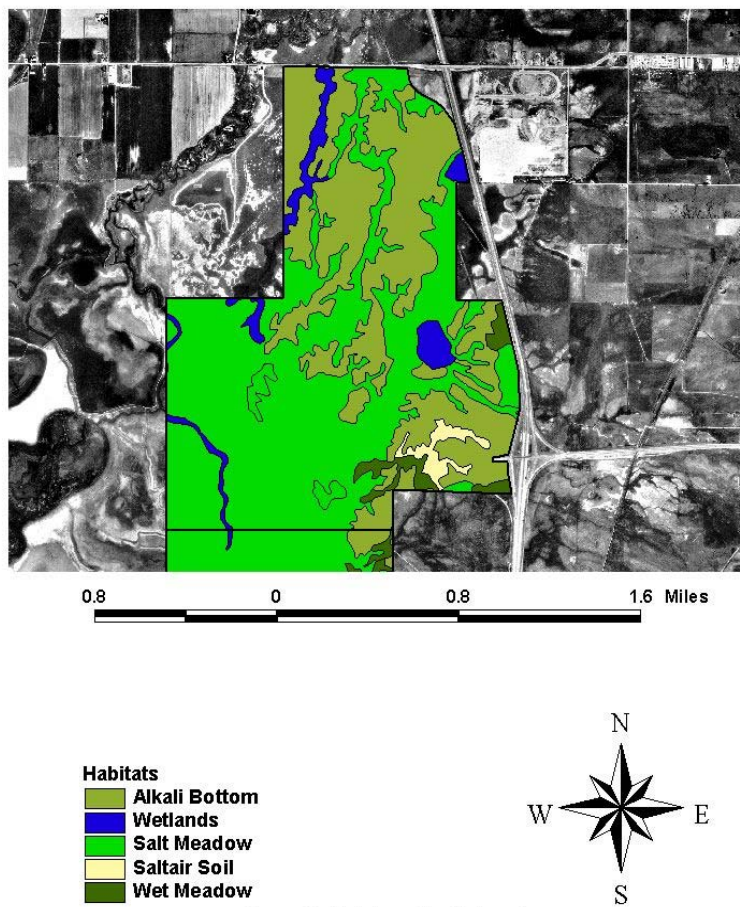 0.8 0 0.8 1.6 Miles
N
W E
S
Habitats
Alkali Bottom
Wetlands
Salt Meadow
Saltair Soil
Wet Meadow